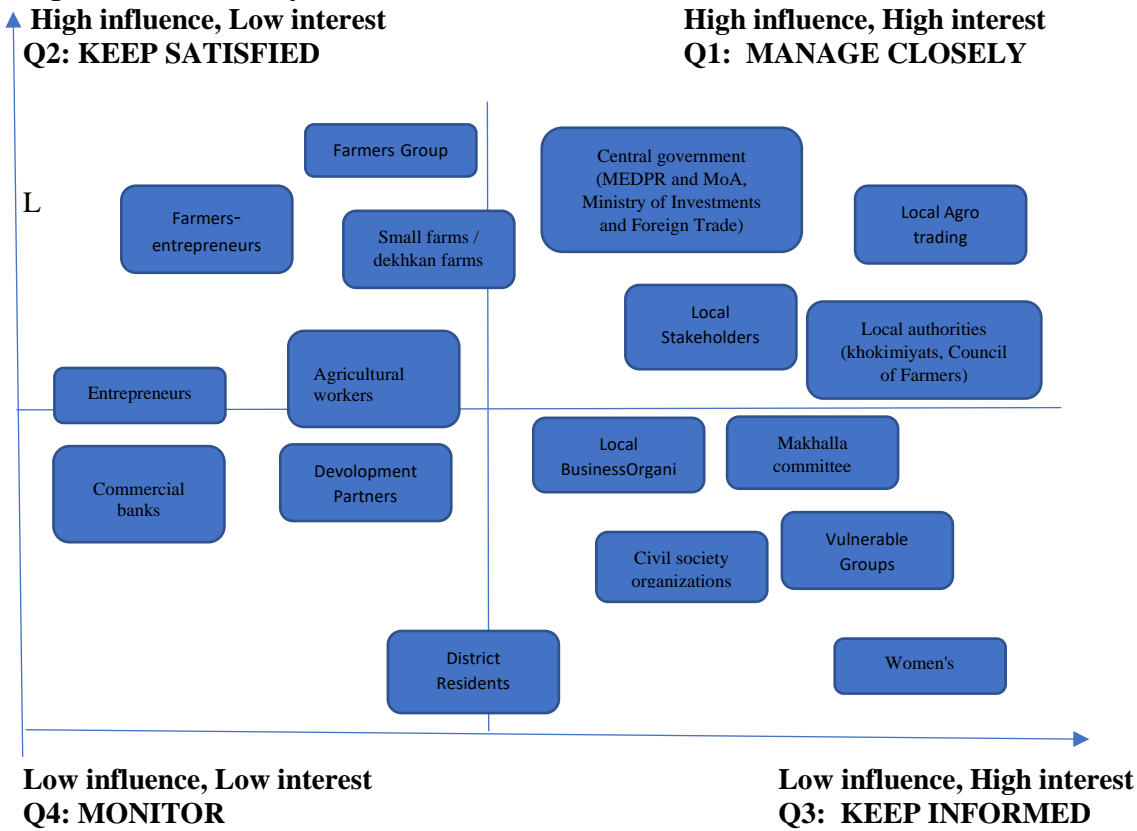 High influence, Low interest
Q2: KEEP SATISFIED
High influence, High interest
Q1: MANAGE CLOSELY
L
Farmers Group
Farmers-
entrepreneurs
Small farms /
dekhkan farms
Central government
(MEDPR and MoA,
Ministry of Investments
and Foreign Trade)
Local Agro
trading
Local
Stakeholders
Local authorities
(khokimiyats, Council
of Farmers)
Entrepreneurs
Agricultural
workers
Commercial
banks
Devolopment
Partners
Local
BusinessOrgani
Makhalla
committee
Civil society
organizations
Vulnerable
Groups
District
Residents
Women's
Low influence, Low interest
Q4: MONITOR
Low influence, High interest
Q3: KEEP INFORMED